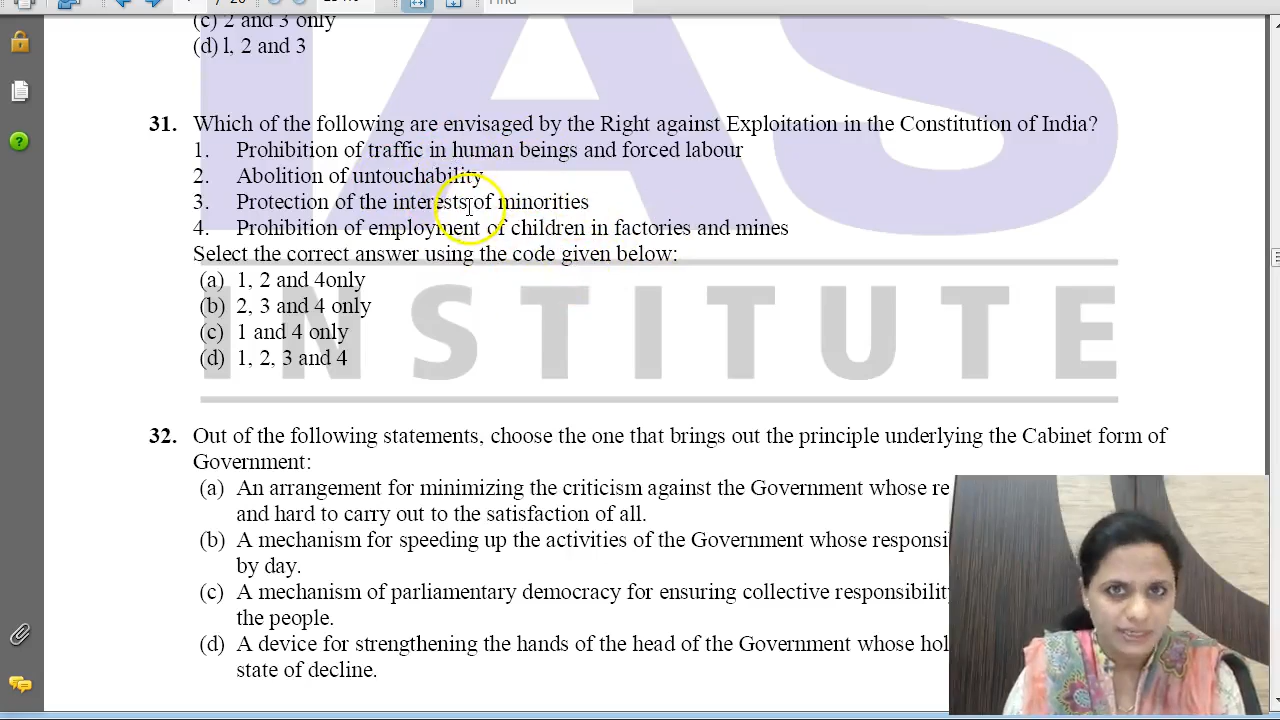 (c) 2 and 3 only
(d) l, 2 and 3
IAS
31. Which of the following are envisaged by the Right against Exploitation in the Constitution of India?
1. Prohibition of traffic in human beings and forced labour
2. Abolition of untouchability
3. Protection of the interests of minorities
4. Prohibition of employment of children in factories and mines
Select the correct answer using the code given below:
(a) 1, 2 and 4only
(b) 2, 3 and 4 only
(c) 1 and 4 only
(d) 1, 2, 3 and 4
INSTITUTE
32. Out of the following statements, choose the one that brings out the principle underlying the Cabinet form of
Government:
(a) An arrangement for minimizing the criticism against the Government whose re
and hard to carry out to the satisfaction of all.
(b) A mechanism for speeding up the activities of the Government whose responsi
by day.
(c) A mechanism of parliamentary democracy for ensuring collective responsibility
the people.
(d) A device for strengthening the hands of the head of the Government whose hol
state of decline.